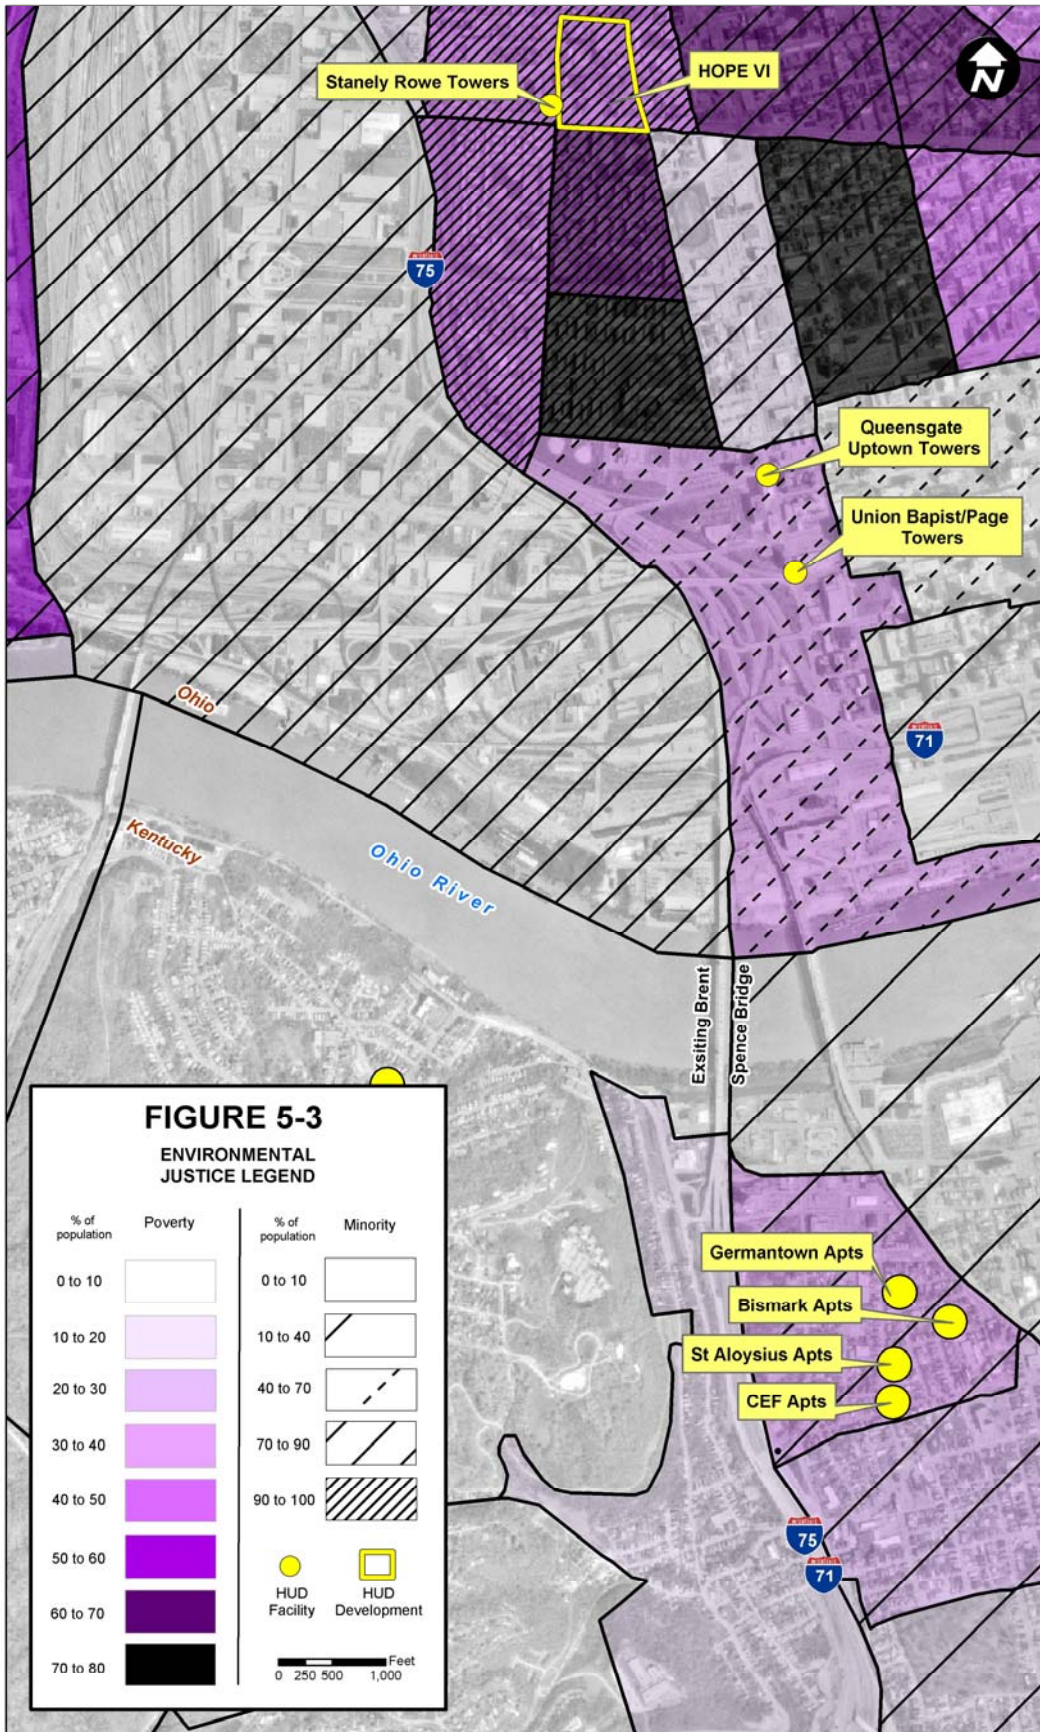 N
Stanely Rowe Towers
HOPE VI
75
Queensgate
Uptown Towers
Union Bapist/Page
Towers
71
Ohio
Kentucky
Ohio River
Exsiting Brent
Spence Bridge
Germantown Apts
Bismark Apts
St Aloysius Apts
CEF Apts
75
71
FIGURE 5-3
ENVIRONMENTAL
JUSTICE LEGEND
% of
population
Poverty
0 to 10
10 to 20
20 to 30
30 to 40
40 to 50
50 to 60
60 to 70
70 to 80
% of
population
Minority
0 to 10
10 to 40
40 to 70
70 to 90
90 to 100
HUD
Facility
HUD
Development
Feet
0 250 500 1,000